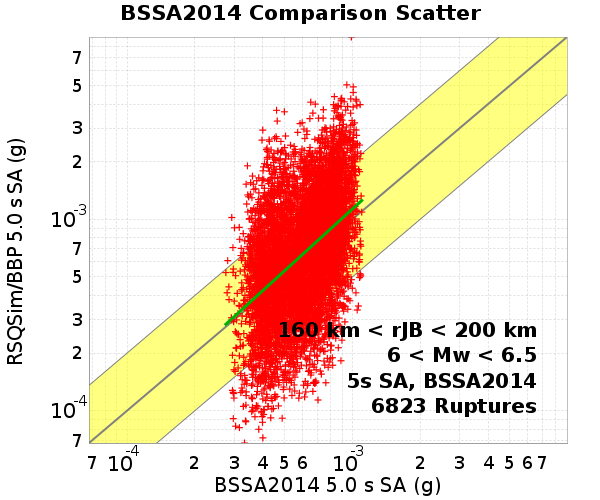 BSSA2014 Comparison Scatter
RSQSim/BBP 5.0 s SA (g)
7
5
3
2
10-3
7
5
3
2
10-4
7
160 km < rJB < 200 km
6 < Mw < 6.5
5s SA, BSSA2014
6823 Ruptures
7 10-4 2 3 4 5 6 10-3 2 3 4 5 6 7
BSSA2014 5.0 s SA (g)